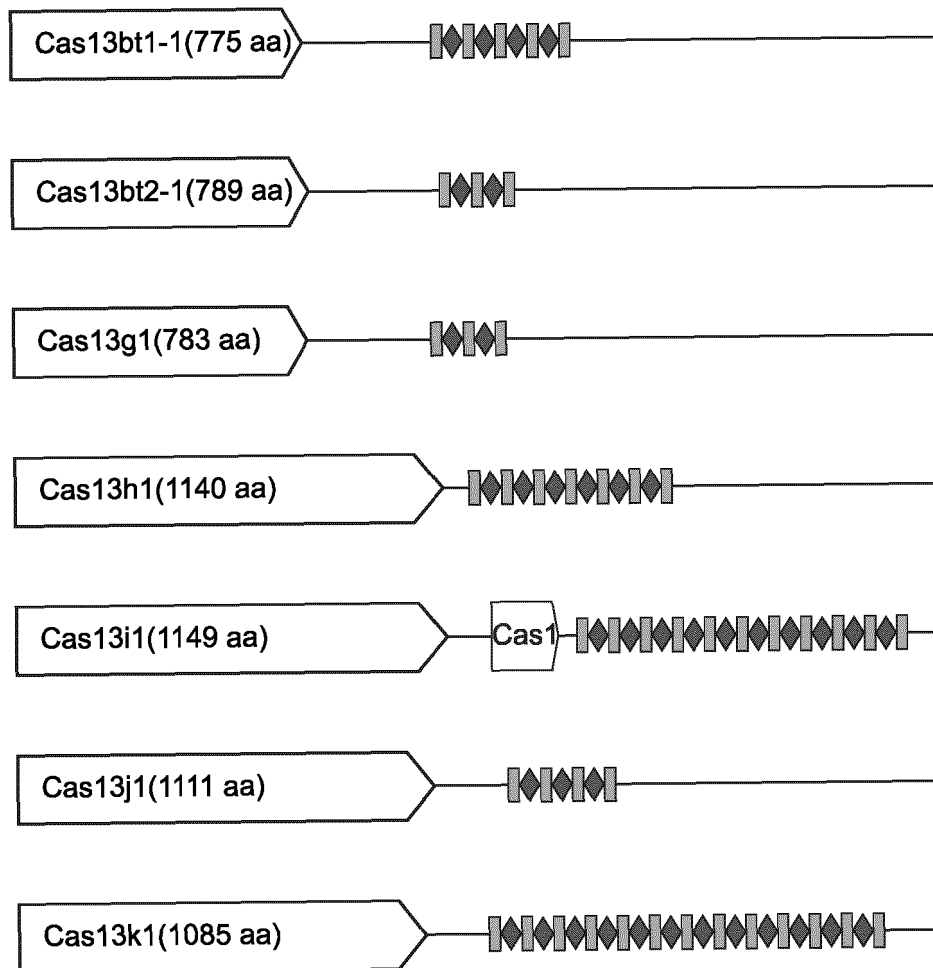 Cas13bt1-1(775 aa)
Cas13bt2-1(789 aa)
Cas13g1(783 aa)
Cas13h1(1140 aa)
Cas13i1(1149 aa)
Cas1
Cas13j1(1111 aa)
Cas13k1(1085 aa)